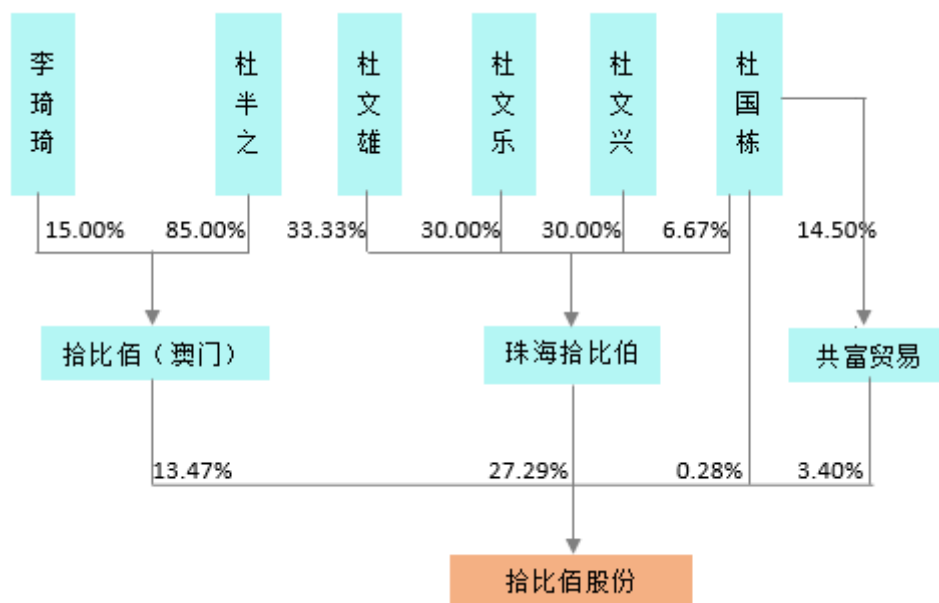 李琦琦
杜半之
杜文雄
杜文乐
杜文兴
杜国栋
15.00%
85.00%
33.33%
30.00%
30.00%
6.67%
14.50%
拾比佰（澳门）
珠海拾比伯
共富贸易
13.47%
27.29%
0.28%
3.40%
拾比佰股份